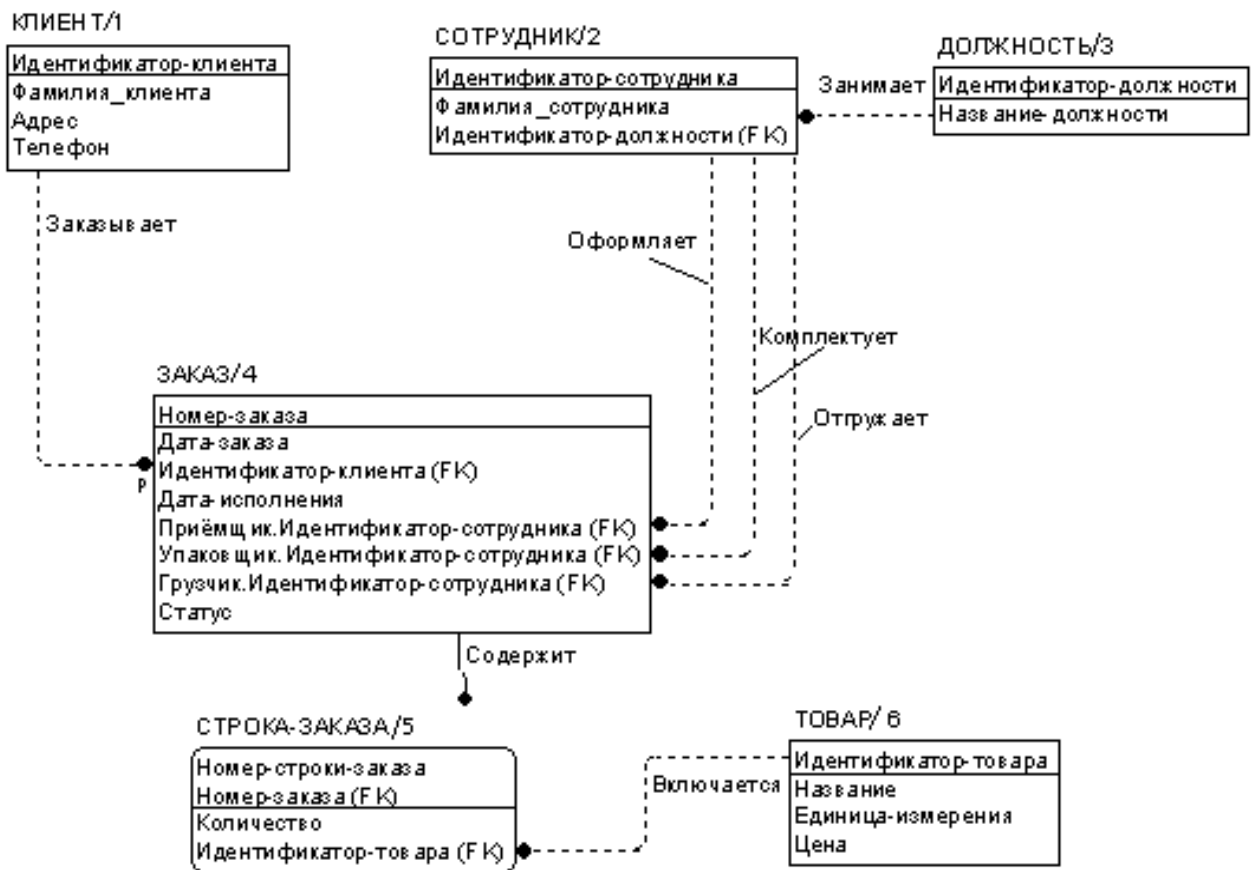 КЛИЕНТ/1
Идентификатор-клиента
Фамилия_клиента
Адрес
Телефон
СОТРУДНИК/2
Идентификатор-сотрудника
Фамилия_сотрудника
Идентификатор-должности (FK)
Занимает
ДОЛЖНОСТЬ/3
Идентификатор-должности
Название-должности
Заказывает
Оформляет
Комплектует
Отгружает
ЗАКАЗ/4
Номер-заказа
Дата-заказа
Идентификатор-клиента (FK)
Дата-исполнения
Приёмщик.Идентификатор-сотрудника (FK)
Упаковщик.Идентификатор-сотрудника (FK)
Грузчик.Идентификатор-сотрудника (FK)
Статус
P
Содержит
СТРОКА-ЗАКАЗА/5
Номер-строки-заказа
Номер-заказа (FK)
Количество
Идентификатор-товара (FK)
Включается
ТОВАР/ 6
Идентификатор-товара
Название
Единица-измерения
Цена